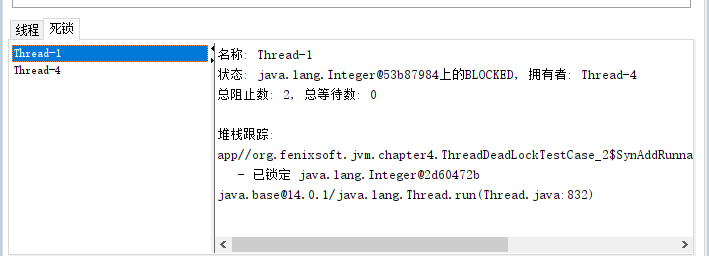 线程 死锁
Thread-1
Thread-4
名称: Thread-1
状态: java.lang.Integer@53b87984上的BLOCKED, 拥有者: Thread-4
总阻止数: 2, 总等待数: 0
堆栈跟踪:
app//org.fenixsoft.jvm.chapter4.ThreadDeadLockTestCase_2$SynAddRunna
- 已锁定 java.lang.Integer@2d60472b
java.base@14.0.1/java.lang.Thread.run(Thread.java:832)